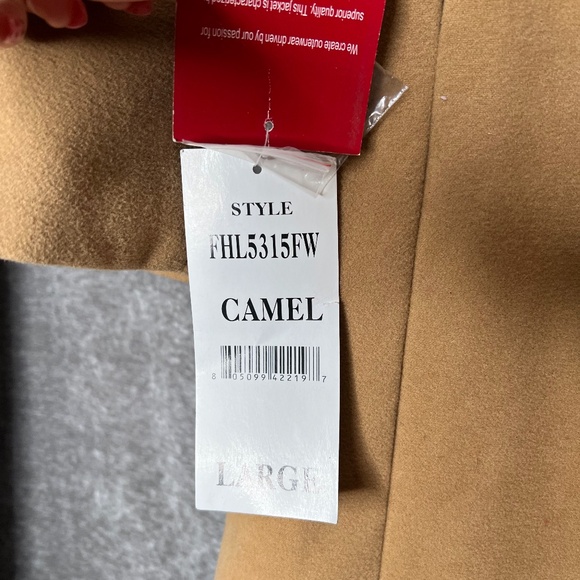 We create outerwear driven by our passion for
superior quality. This jacket is characterized b
STYLE
FHL5315FW
CAMEL
8 05099 42219 7
LARGE